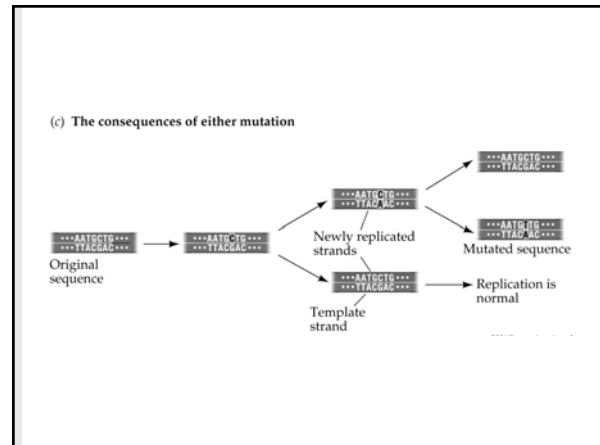 (c) The consequences of either mutation
···AATGCTG···
···TTACGAC···
Original
sequence
···AATGCTG···
···TTACGAC···
···AATGCTG···
···TTACAAC···
Newly replicated
strands
···AATGCTG···
···TTACGAC···
Template
strand
···AATGCTG···
···TTACGAC···
···AATGTTG···
···TTACAAC···
Mutated sequence
Replication is
normal